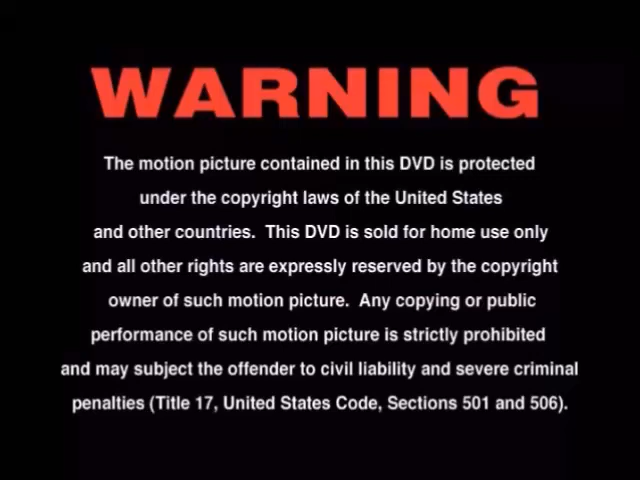 WARNING
The motion picture contained in this DVD is protected
under the copyright laws of the United States
and other countries.  This DVD is sold for home use only
and all other rights are expressly reserved by the copyright
owner of such motion picture.  Any copying or public
performance of such motion picture is strictly prohibited
and may subject the offender to civil liability and severe criminal
penalties (Title 17, United States Code, Sections 501 and 506).